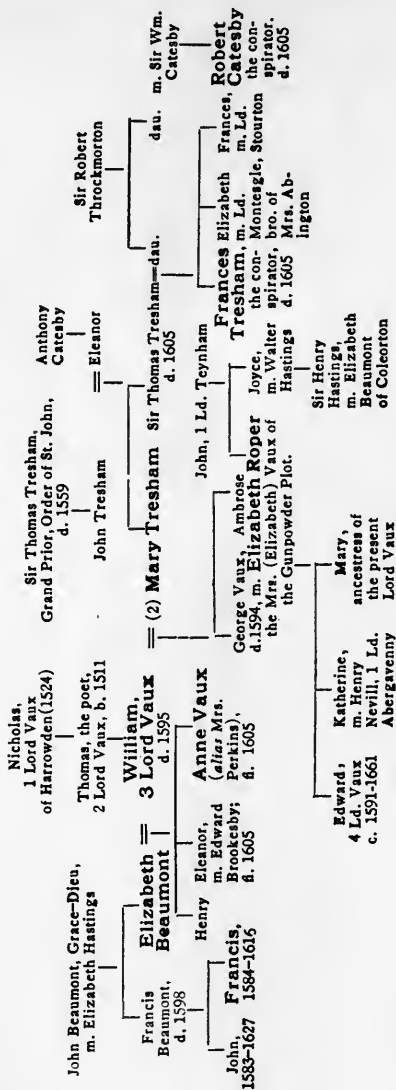 John Beaumont, Grace-Dieu,
m. Elizabeth Hastings
Francis
Beaumont,
d. 1598
Elizabeth
Beaumont
John,
1583-1627
Francis,
1584-1616
Nicholas,
1 Lord Vaux
of Harrowden (1524)
Thomas, the poet,
2 Lord Vaux, b. 1511
William,
3 Lord Vaux
d. 1595
Henry
Eleanor,
m. Edward
Brookesby;
fl. 1605
Anne Vaux
(alias Mrs.
Perkins),
fl. 1605
Sir Thomas Tresham,
Grand Prior, Order of St. John,
d. 1559
John Tresham
Anthony
Catesby
Eleanor
(2) Mary Tresham
Sir Thomas Tresham=dau.
d. 1605
Sir Robert
Throckmorton
dau.
m. Sir Wm.
Catesby
Robert
Catesby
the con-
spirator,
d. 1605
Frances
Tresham,
the con-
spirator,
d. 1605
Elizabeth
m. Ld.
Monteagle,
bro. of
Mrs. Ab-
ington
Frances,
m. Ld.
Stourton
John, 1 Ld. Teynham
George Vaux, Ambrose
d.1594, m. Elizabeth Roper
the Mrs. (Elizabeth) Vaux of
the Gunpowder Plot.
Joyce,
m. Walter
Hastings
Sir Henry
Hastings,
m. Elizabeth
Beaumont
of Coleorton
Edward,
4 Ld. Vaux
c. 1591-1661
Katherine,
m. Henry
Nevill, 1 Ld.
Abergavenny
Mary,
ancestress of
the present
Lord Vaux